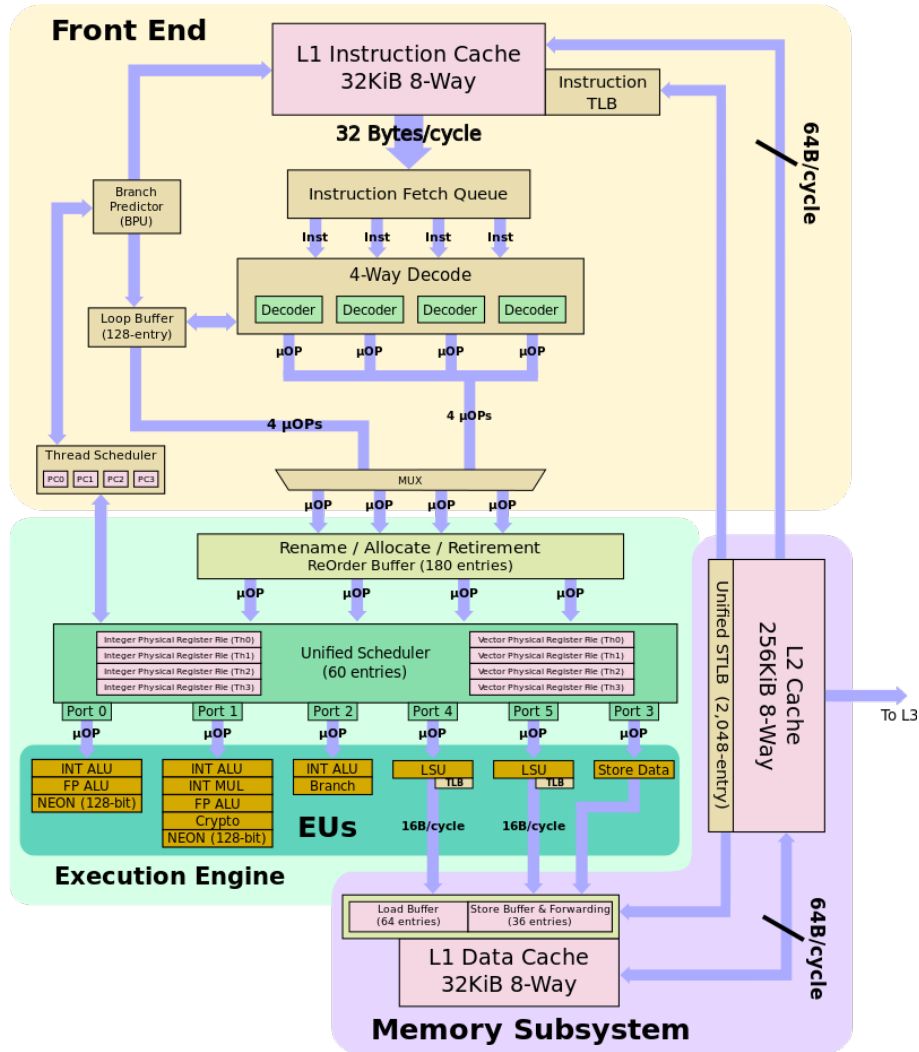 Front End
L1 Instruction Cache
32KiB 8-Way
Instruction
TLB
32 Bytes/cycle
64B/cycle
Branch
Predictor
(BPU)
Instruction Fetch Queue
Inst Inst Inst Inst
4-Way Decode
Decoder Decoder Decoder Decoder
Loop Buffer
(128-entry)
µOP µOP µOP µOP
4 µOPs
4 µOPs
Thread Scheduler
PC0 PC1 PC2 PC3
MUX
µOP µOP µOP µOP
Rename / Allocate / Retirement
ReOrder Buffer (180 entries)
µOP µOP µOP µOP
Integer Physical Register File (Th0)
Integer Physical Register File (Th1)
Integer Physical Register File (Th2)
Integer Physical Register File (Th3)
Unified Scheduler
(60 entries)
Vector Physical Register File (Th0)
Vector Physical Register File (Th1)
Vector Physical Register File (Th2)
Vector Physical Register File (Th3)
Port 0 Port 1 Port 2 Port 4 Port 5 Port 3
µOP µOP µOP µOP µOP µOP
INT ALU
FP ALU
NEON (128-bit)
INT ALU
INT MUL
FP ALU
Crypto
NEON (128-bit)
INT ALU
Branch
LSU
TLB
LSU
TLB
Store Data
EUs
16B/cycle 16B/cycle
Execution Engine
Unified STLB (2,048-entry)
L2 Cache
256KiB 8-Way
To L3
Load Buffer
(64 entries)
Store Buffer & Forwarding
(36 entries)
L1 Data Cache
32KiB 8-Way
64B/cycle
Memory Subsystem